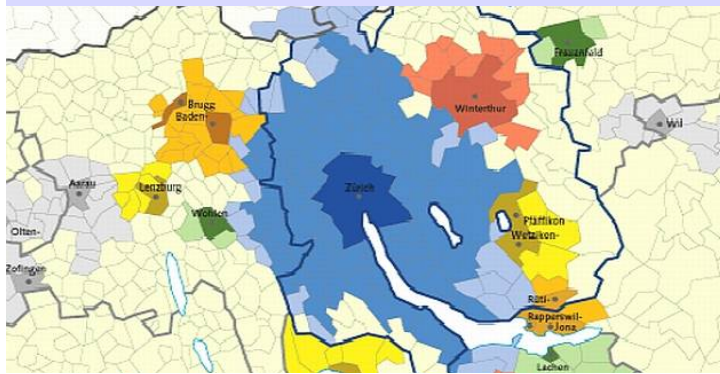 Frauenfeld
Brugg
Baden-
Winterthur
Wil
Aarau
Lenzburg
Zürich
Wohlen
Pfäffikon
Wetzikon-
Olten-
Zofingen
Rüti-
Rapperswil-
Jona
Lachen